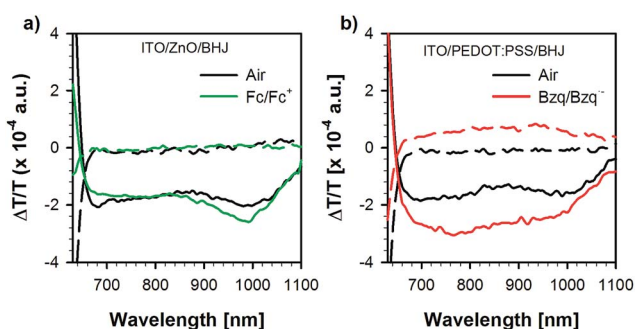 a)
ITO/ZnO/BHJ
Air
Fc/Fc+
ΔT/T (x 10-4 a.u.)
4
2
0
-2
-4
700 800 900 1000 1100
Wavelength [nm]
b)
ITO/PEDOT:PSS/BHJ
Air
Bzq/Bzq·-
ΔT/T [x 10-4 a.u.]
4
2
0
-2
-4
700 800 900 1000 1100
Wavelength [nm]